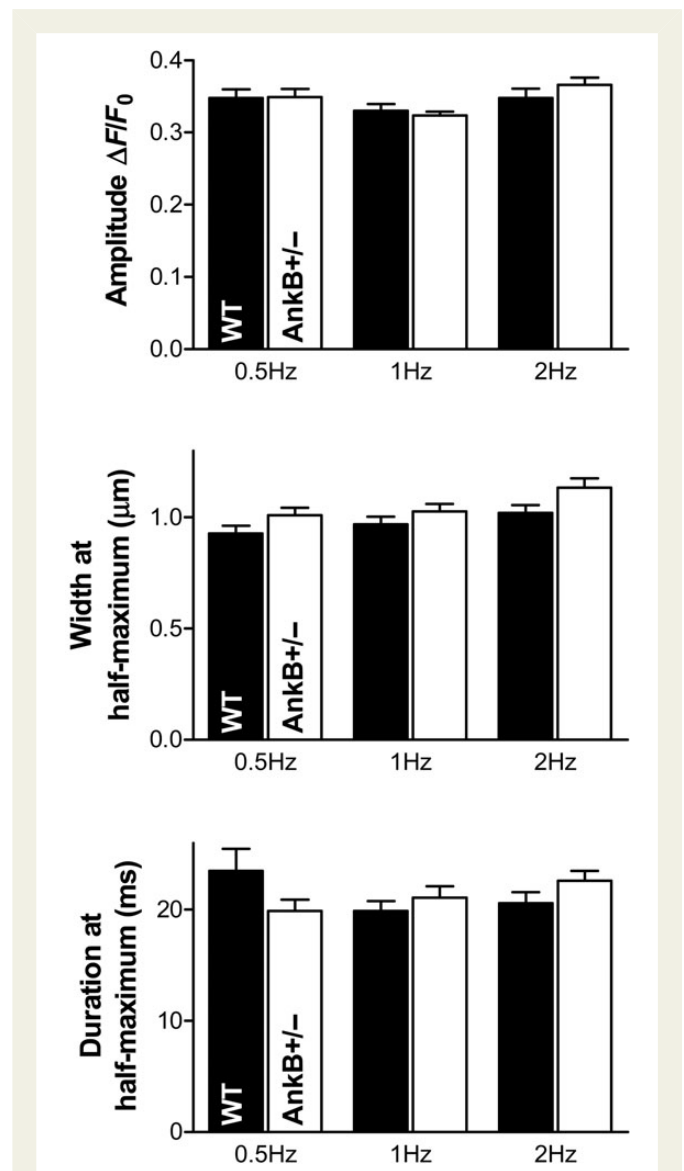 Amplitude ΔF/F0
0.4
0.3
0.2
0.1
0.0
WT
AnkB+/–
0.5Hz
1Hz
2Hz
Width at
half-maximum (μm)
1.0
0.5
0.0
WT
AnkB+/–
0.5Hz
1Hz
2Hz
Duration at
half-maximum (ms)
20
10
0
WT
AnkB+/–
0.5Hz
1Hz
2Hz